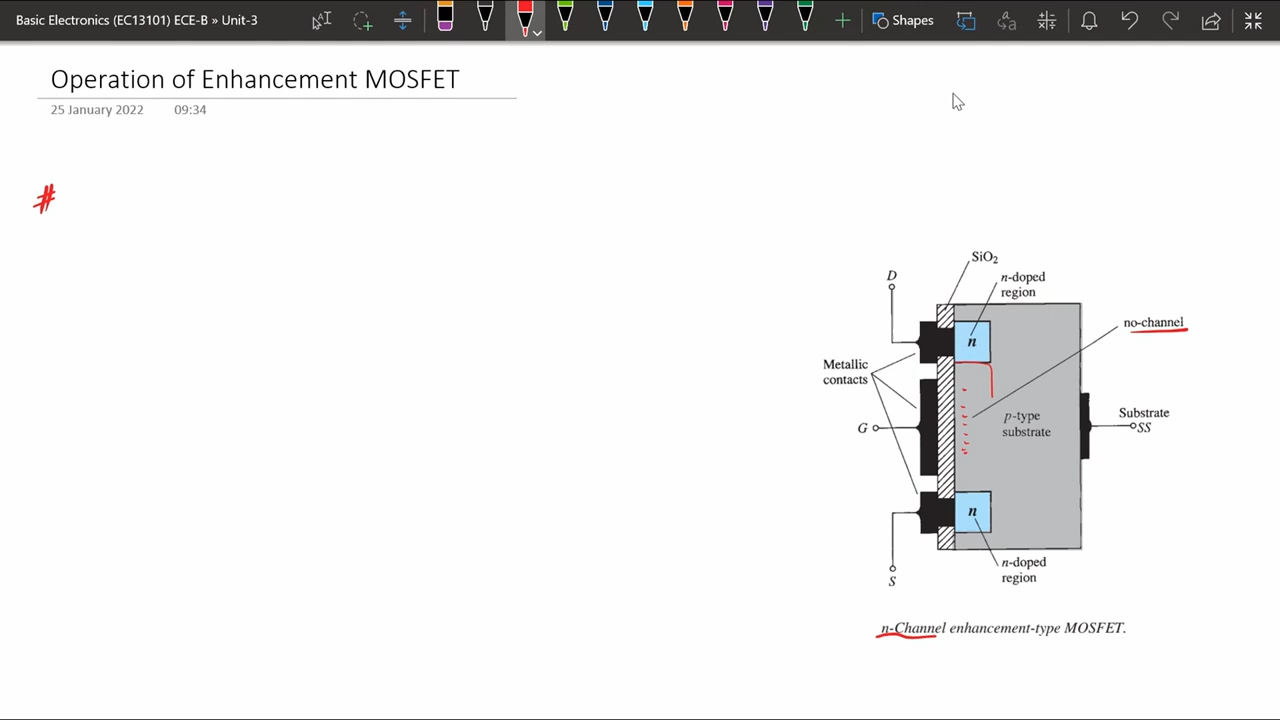 Basic Electronics (EC13101) ECE-B » Unit-3
Shapes
Operation of Enhancement MOSFET
25 January 2022 09:34
#
SiO2
D
n-doped
region
n
no-channel
Metallic
contacts
p-type
substrate
Substrate
SS
G
n
n-doped
region
S
n-Channel enhancement-type MOSFET.